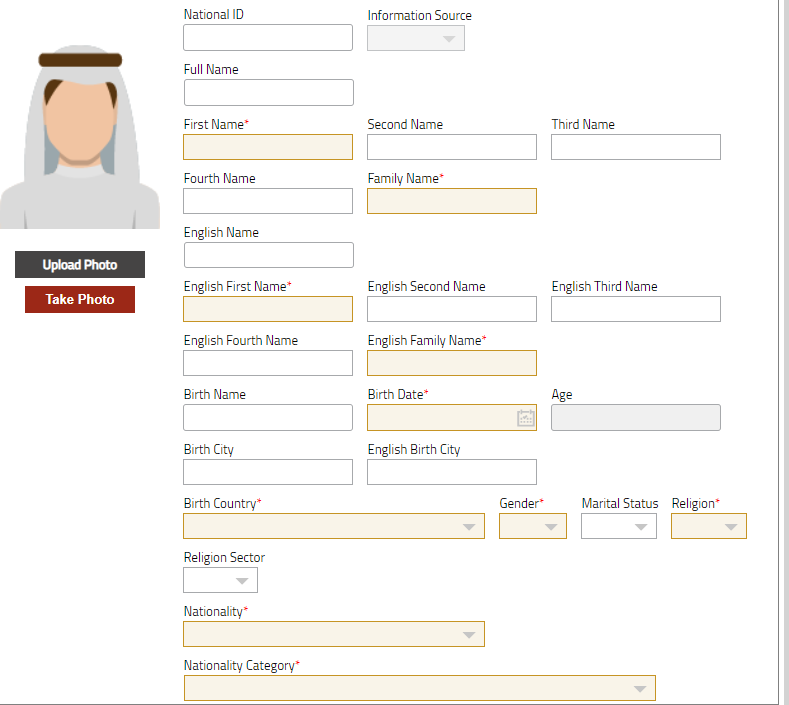 National ID
Information Source
Full Name
First Name*
Second Name
Third Name
Fourth Name
Family Name*
English Name
Upload Photo
Take Photo
English First Name*
English Second Name
English Third Name
English Fourth Name
English Family Name*
Birth Name
Birth Date*
Age
Birth City
English Birth City
Birth Country*
Gender*
Marital Status
Religion*
Religion Sector
Nationality*
Nationality Category*